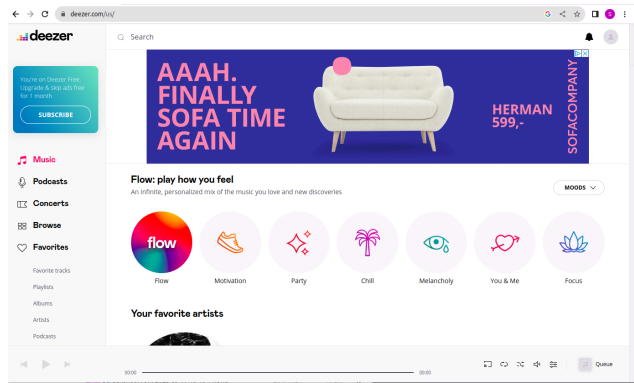 deezer.com/us/
S
deezer
Search
You're on Deezer Free.
Upgrade & skip ads free
for 1 month
SUBSCRIBE
AAAH.
FINALLY
SOFA TIME
AGAIN
HERMAN
599,-
SOFACOMPANY
Music
Podcasts
Concerts
Browse
Favorites
Favorite tracks
Playlists
Albums
Artists
Podcasts
Flow: play how you feel
An infinite, personalized mix of the music you love and new discoveries
MOODS
flow
Flow
Motivation
Party
Chill
Melancholy
You & Me
Focus
Your favorite artists
00:00
00:00
Queue